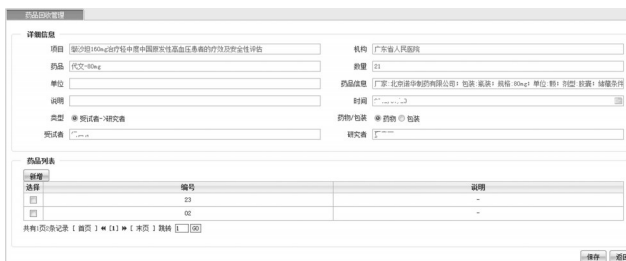 药品回收管理
详细信息
项目 缬沙坦160mg治疗轻中度中国原发性高血压患者的疗效及安全性评估 机构 广东省人民医院
药品 代文-80mg 数量 21
单位 药品信息 厂家:北京诺华制药有限公司; 包装:瓶装; 规格:80mg; 单位:颗; 剂型:胶囊; 储藏条件
说明 时间
类型 受试者->研究者 药物/包装 药物 包装
受试者 研究者
药品列表
新增
选择 编号 说明
23 -
02 -
共有1页2条记录 [ 首页 ] [1] [ 末页 ] 跳转 1 GO
保存 返回